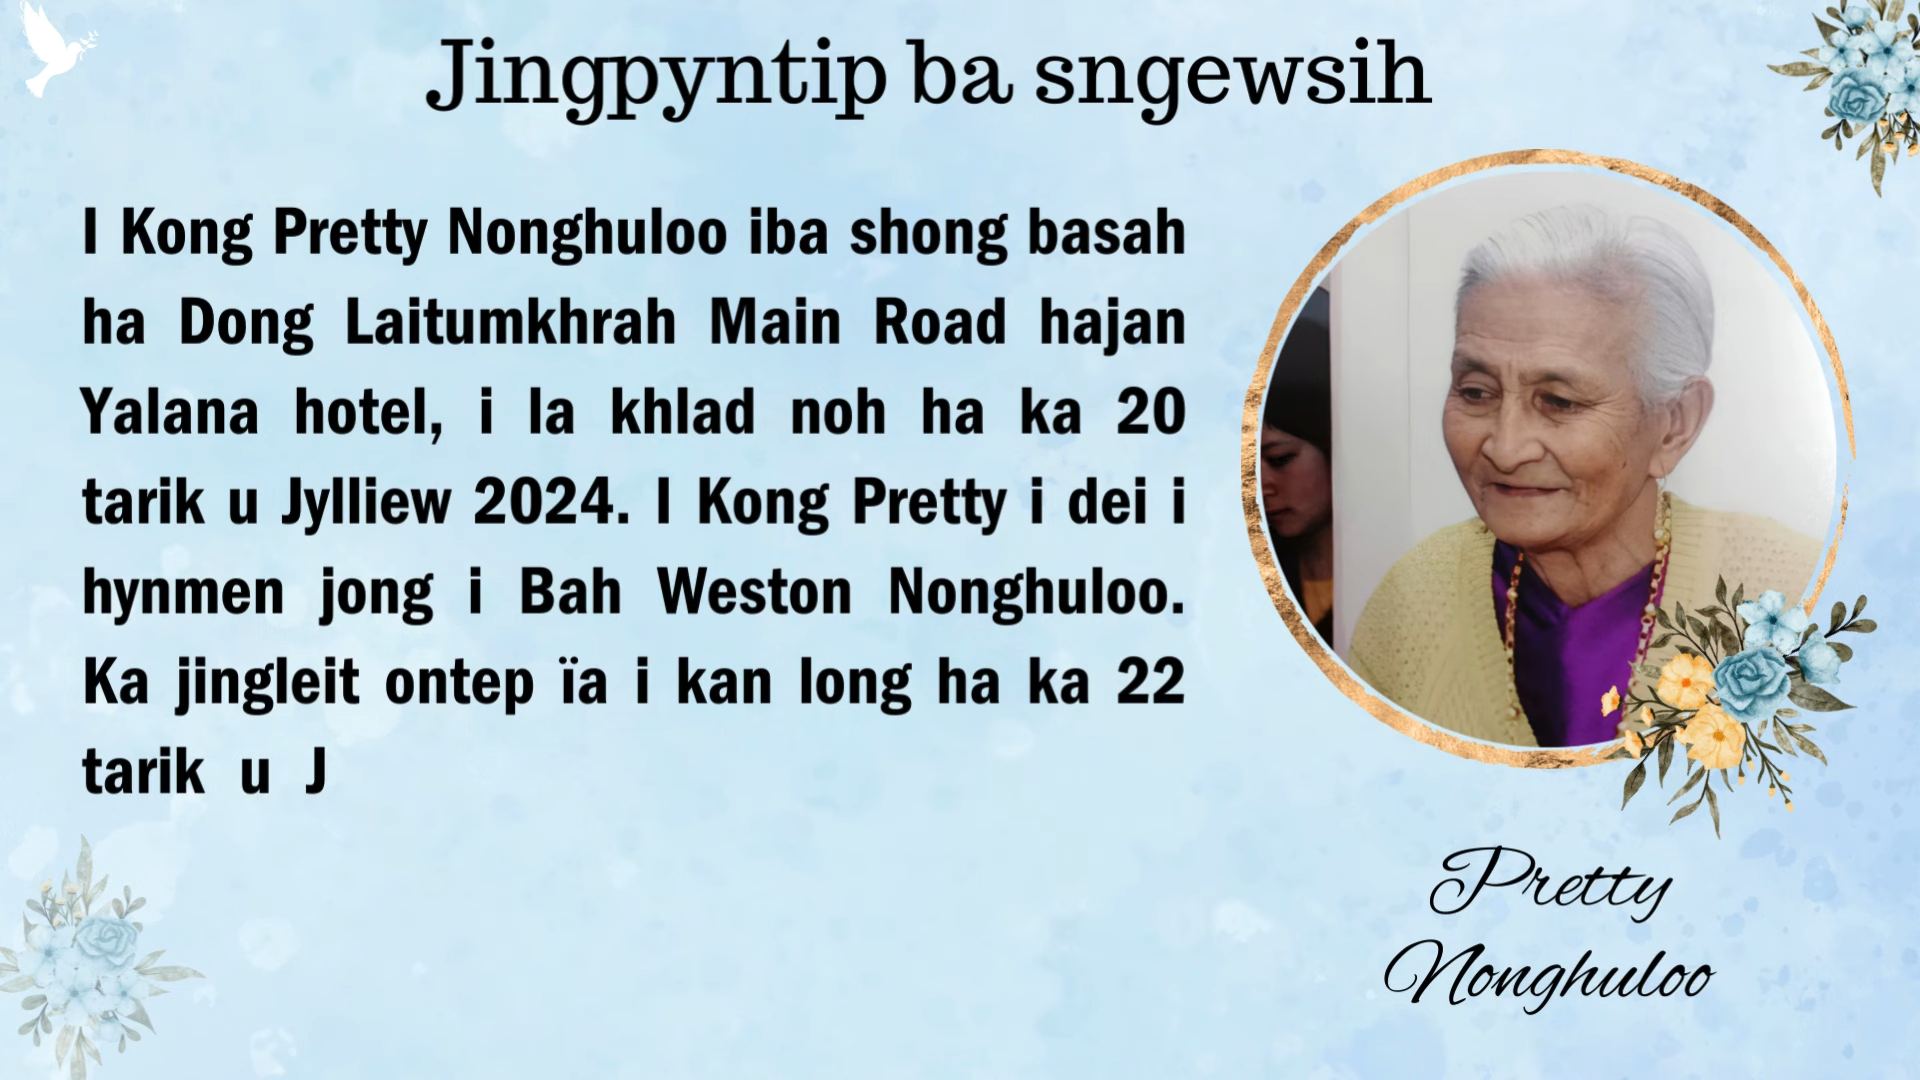 Jingpyntip ba sngewsih
I Kong Pretty Nonghuloo iba shong basah
ha Dong Laitumkhrah Main Road hajan
Yalana hotel, i la khlad noh ha ka 20
tarik u Jylliew 2024. I Kong Pretty i dei i
hynmen jong i Bah Weston Nonghuloo.
Ka jingleit ontep ïa i kan long ha ka 22
tarik u J
Pretty
Nonghuloo